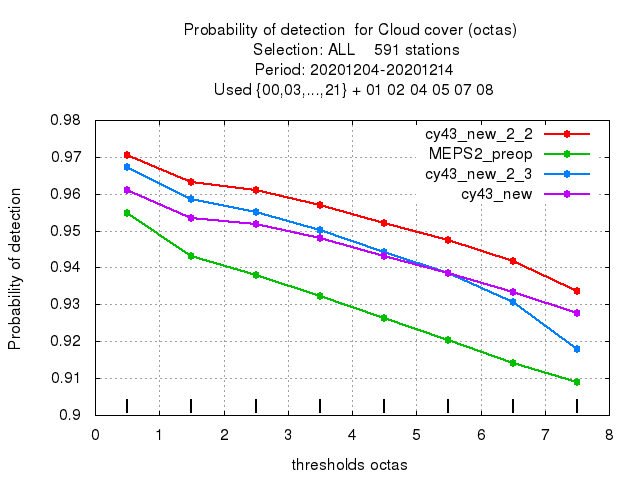 Probability of detection  for Cloud cover (octas)
Selection: ALL    591 stations
Period: 20201204-20201214
Used {00,03,...,21} + 01 02 04 05 07 08
cy43_new_2_2
MEPS2_preop
cy43_new_2_3
cy43_new
Probability of detection
0.98
0.97
0.96
0.95
0.94
0.93
0.92
0.91
0.9
0 1 2 3 4 5 6 7 8
thresholds octas